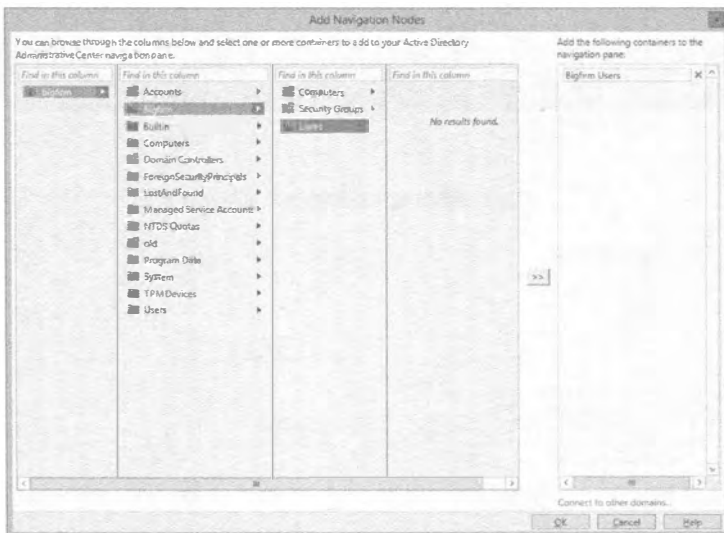 Add Navigation Nodes
You can browse through the columns below and select one or more containers to add to your Active Directory
Administrative Center navigation pane.
Add the following containers to the
navigation pane:
Find in this column
Bigfirm
Find in this column
Accounts
Bigfirm
Builtin
Computers
Domain Controllers
ForeignSecurityPrincipals
LostAndFound
Managed Service Accounts
NTDS Quotas
old
Program Data
System
TPM Devices
Users
Find in this column
Computers
Security Groups
Users
Find in this column
No results found.
>>
Bigfirm Users
Connect to other domains...
OK
Cancel
Help